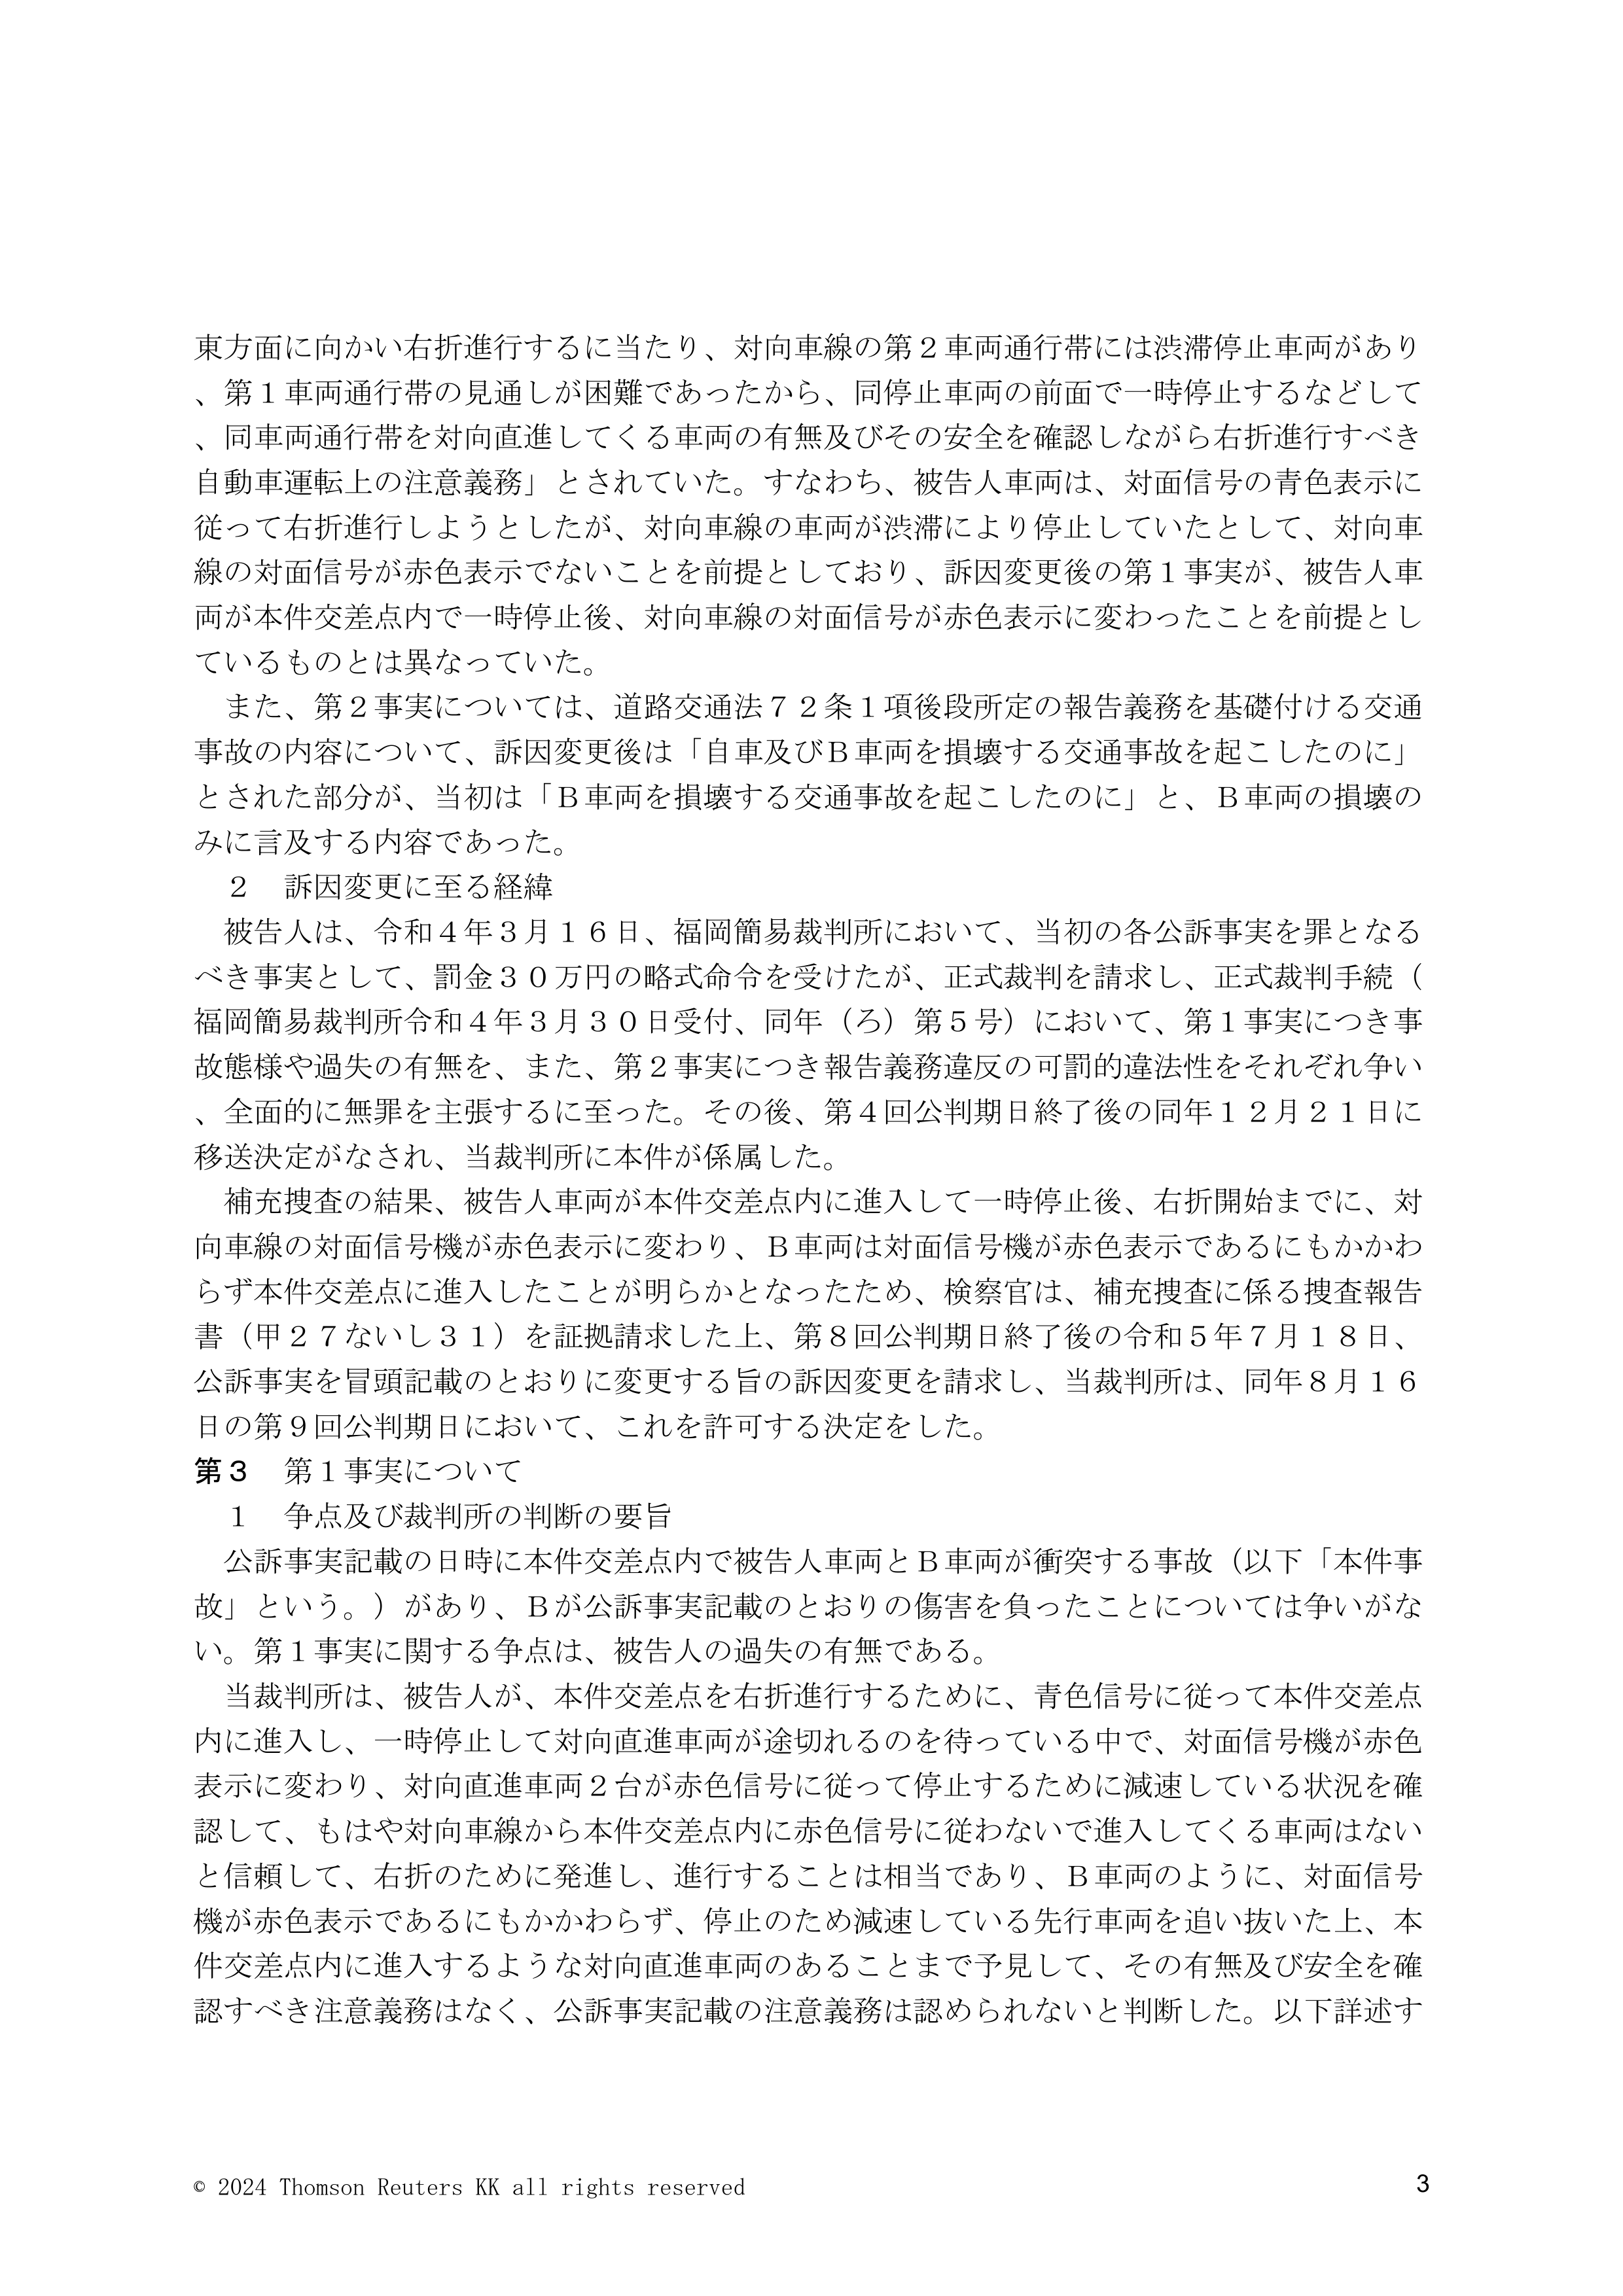 東方面に向かい右折進行するに当たり、対向車線の第２車両通行帯には渋滞停止車両があり
、第１車両通行帯の見通しが困難であったから、同停止車両の前面で一時停止するなどして
、同車両通行帯を対向直進してくる車両の有無及びその安全を確認しながら右折進行すべき
自動車運転上の注意義務」とされていた。すなわち、被告人車両は、対面信号の青色表示に
従って右折進行しようとしたが、対向車線の車両が渋滞により停止していたとして、対向車
線の対面信号が赤色表示でないことを前提としており、訴因変更後の第１事実が、被告人車
両が本件交差点内で一時停止後、対向車線の対面信号が赤色表示に変わったことを前提とし
ているものとは異なっていた。
　また、第２事実については、道路交通法７２条１項後段所定の報告義務を基礎付ける交通
事故の内容について、訴因変更後は「自車及びＢ車両を損壊する交通事故を起こしたのに」
とされた部分が、当初は「Ｂ車両を損壊する交通事故を起こしたのに」と、Ｂ車両の損壊の
みに言及する内容であった。
２　訴因変更に至る経緯
　被告人は、令和４年３月１６日、福岡簡易裁判所において、当初の各公訴事実を罪となる
べき事実として、罰金３０万円の略式命令を受けたが、正式裁判を請求し、正式裁判手続（
福岡簡易裁判所令和４年３月３０日受付、同年（ろ）第５号）において、第１事実につき事
故態様や過失の有無を、また、第２事実につき報告義務違反の可罰的違法性をそれぞれ争い
、全面的に無罪を主張するに至った。その後、第４回公判期日終了後の同年１２月２１日に
移送決定がなされ、当裁判所に本件が係属した。
　補充捜査の結果、被告人車両が本件交差点内に進入して一時停止後、右折開始までに、対
向車線の対面信号機が赤色表示に変わり、Ｂ車両は対面信号機が赤色表示であるにもかかわ
らず本件交差点に進入したことが明らかとなったため、検察官は、補充捜査に係る捜査報告
書（甲２７ないし３１）を証拠請求した上、第８回公判期日終了後の令和５年７月１８日、
公訴事実を冒頭記載のとおりに変更する旨の訴因変更を請求し、当裁判所は、同年８月１６
日の第９回公判期日において、これを許可する決定をした。
第３　第１事実について
１　争点及び裁判所の判断の要旨
　公訴事実記載の日時に本件交差点内で被告人車両とＢ車両が衝突する事故（以下「本件事
故」という。）があり、Ｂが公訴事実記載のとおりの傷害を負ったことについては争いがな
い。第１事実に関する争点は、被告人の過失の有無である。
　当裁判所は、被告人が、本件交差点を右折進行するために、青色信号に従って本件交差点
内に進入し、一時停止して対向直進車両が途切れるのを待っている中で、対面信号機が赤色
表示に変わり、対向直進車両２台が赤色信号に従って停止するために減速している状況を確
認して、もはや対向車線から本件交差点内に赤色信号に従わないで進入してくる車両はない
と信頼して、右折のために発進し、進行することは相当であり、Ｂ車両のように、対面信号
機が赤色表示であるにもかかわらず、停止のため減速している先行車両を追い抜いた上、本
件交差点内に進入するような対向直進車両のあることまで予見して、その有無及び安全を確
認すべき注意義務はなく、公訴事実記載の注意義務は認められないと判断した。以下詳述す
© 2024 Thomson Reuters KK all rights reserved
3